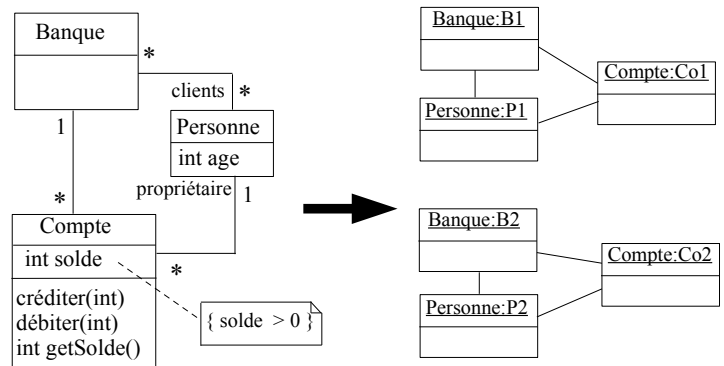 Banque
*
clients
*
Personne
int age
1
propriétaire
1
*
Compte
int solde
*
créditer(int)
débiter(int)
int getSolde()
{ solde > 0 }
Banque:B1
Compte:Co1
Personne:P1
Banque:B2
Compte:Co2
Personne:P2